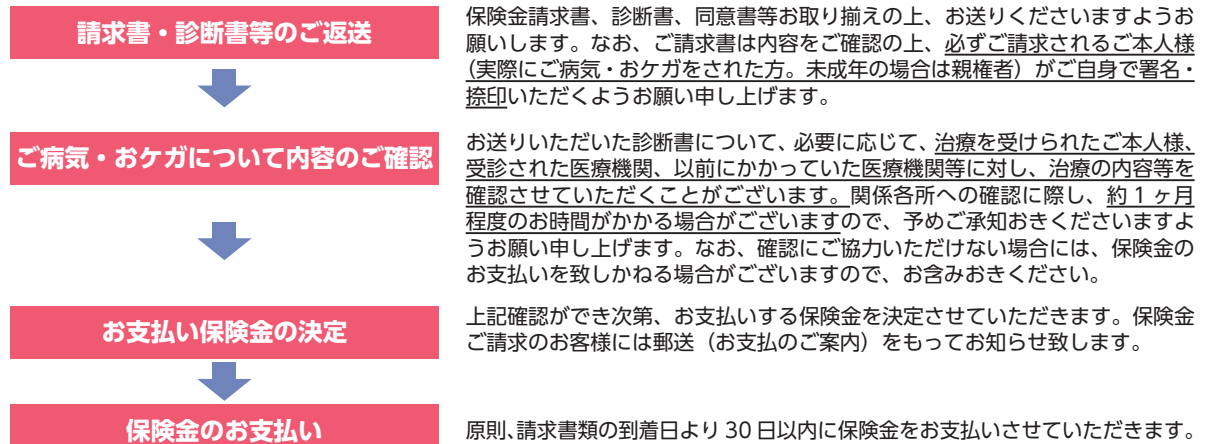 請求書・診断書等のご返送
保険金請求書、診断書、同意書等お取り揃えの上、お送りくださいますようお
願いします。なお、ご請求書は内容をご確認の上、必ずご請求されるご本人様
（実際にご病気・おケガをされた方。未成年の場合は親権者）がご自身で署名・
捺印いただくようお願い申し上げます。
ご病気・おケガについて内容のご確認
お送りいただいた診断書について、必要に応じて、治療を受けられたご本人様、
受診された医療機関、以前にかかっていた医療機関等に対し、治療の内容等を
確認させていただくことがございます。関係各所への確認に際し、約１ヶ月
程度のお時間がかかる場合がございますので、予めご承知おきくださいますよ
うお願い申し上げます。なお、確認にご協力いただけない場合には、保険金の
お支払いを致しかねる場合がございますので、お含みおきください。
お支払い保険金の決定
上記確認ができ次第、お支払いする保険金を決定させていただきます。保険金
ご請求のお客様には郵送（お支払のご案内）をもってお知らせ致します。
保険金のお支払い
原則、請求書類の到着日より 30 日以内に保険金をお支払いさせていただきます。